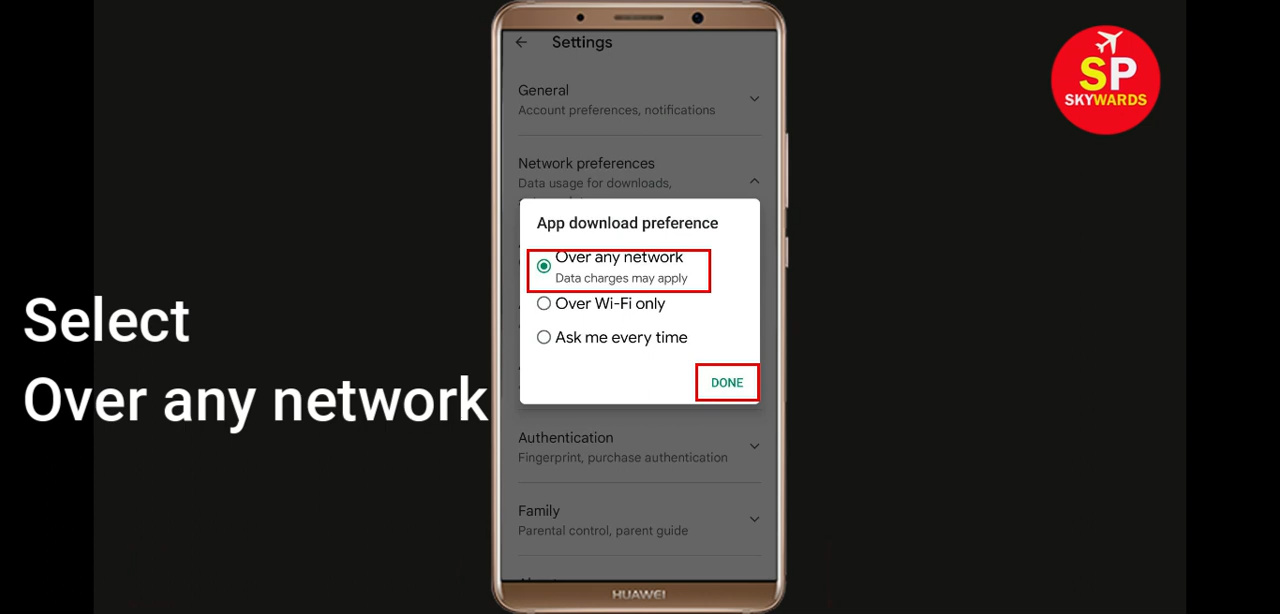 SP
SKYWARDS
Settings
General
Account preferences, notifications
Network preferences
Data usage for downloads,
App download preference
Over any network
Data charges may apply
Over Wi-Fi only
Ask me every time
DONE
Authentication
Fingerprint, purchase authentication
Family
Parental control, parent guide
HUAWEI
Select
Over any network